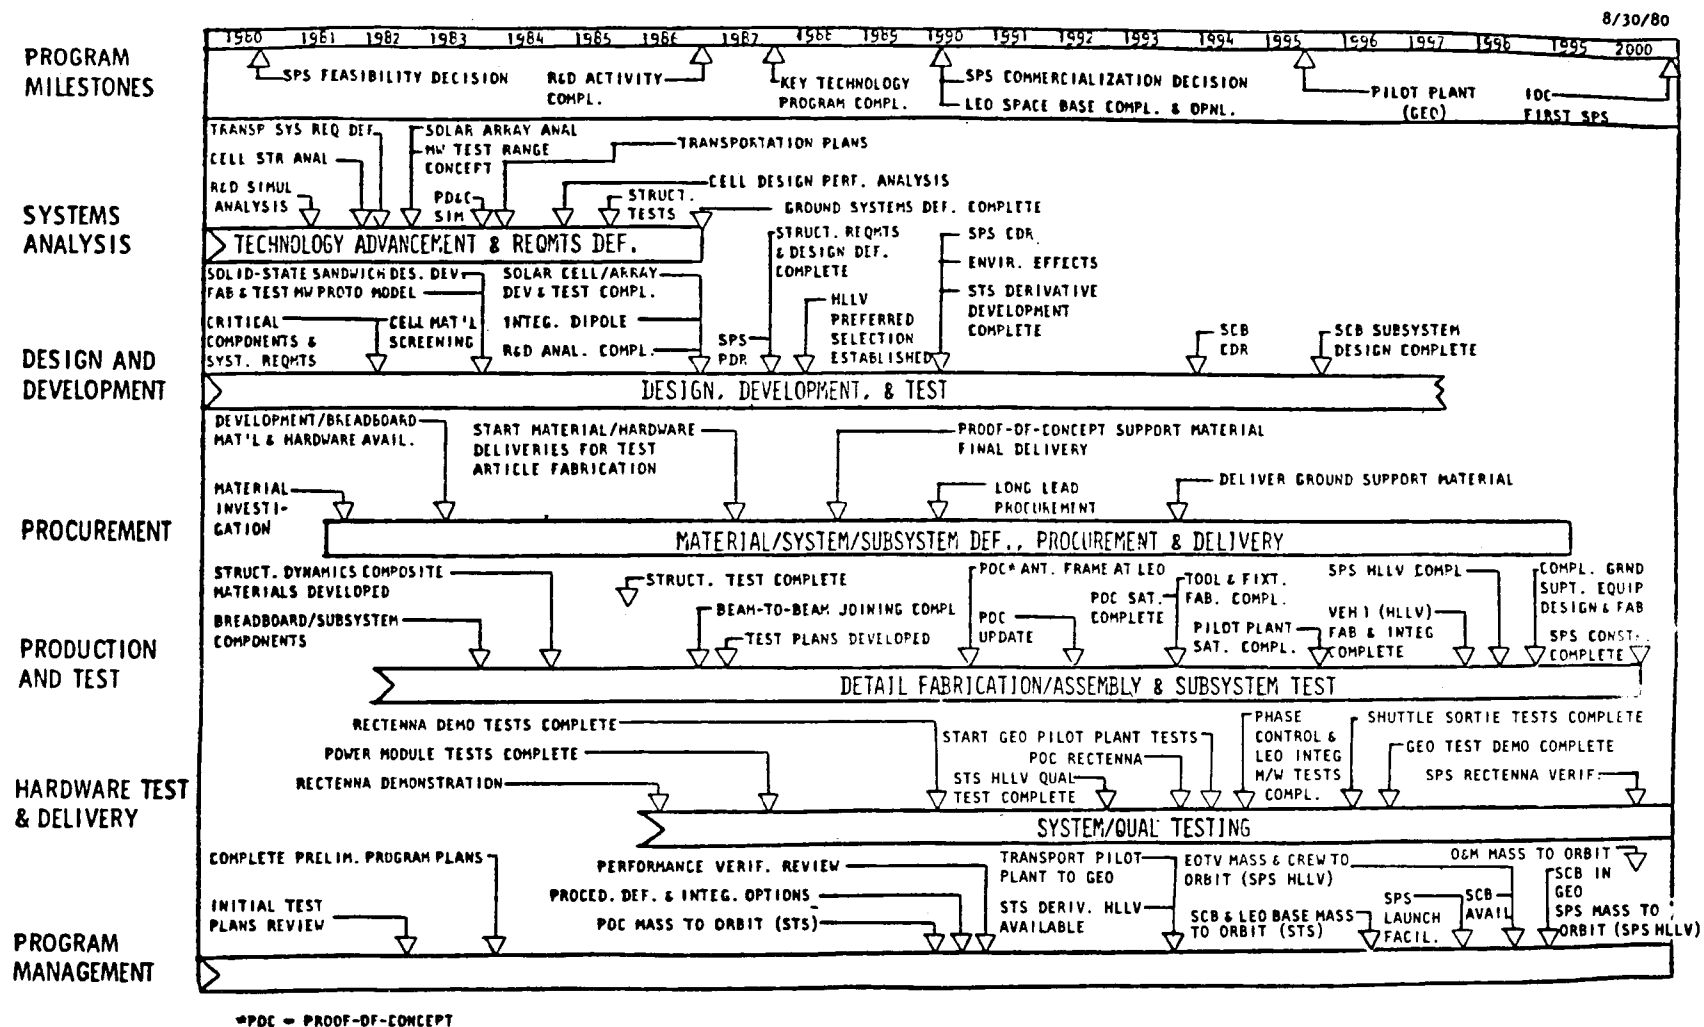 8/30/80
1980 1981 1982 1983 1984 1985 1986 1987 1988 1989 1990 1991 1992 1993 1994 1995 1996 1997 1998 1995 2000
PROGRAM
MILESTONES
SPS FEASIBILITY DECISION
R&D ACTIVITY
COMPL.
KEY TECHNOLOGY
PROGRAM COMPL.
SPS COMMERCIALIZATION DECISION
LEO SPACE BASE COMPL. & OPNL.
PILOT PLANT
(GEO)
IOC
FIRST SPS
SYSTEMS
ANALYSIS
TRANSP SYS REQ DEF
CELL STR ANAL
R&D SIMUL
ANALYSIS
SOLAR ARRAY ANAL
MW TEST RANGE
CONCEPT
PD&C
SIM
TRANSPORTATION PLANS
CELL DESIGN PERF. ANALYSIS
STRUCT.
TESTS
GROUND SYSTEMS DEF. COMPLETE
TECHNOLOGY ADVANCEMENT & REQMTS DEF.
DESIGN AND
DEVELOPMENT
SOLID-STATE SANDWICH DES. DEV
FAB & TEST MW PROTO MODEL
CRITICAL
COMPONENTS &
SYST. REQMTS
CELL MAT'L
SCREENING
SOLAR CELL/ARRAY
DEV & TEST COMPL.
INTEG. DIPOLE
R&D ANAL. COMPL.
SPS
PDR
STRUCT. REQMTS
& DESIGN DEF.
COMPLETE
HLLV
PREFERRED
SELECTION
ESTABLISHED
SPS CDR
ENVIR. EFFECTS
STS DERIVATIVE
DEVELOPMENT
COMPLETE
SCB
CDR
SCB SUBSYSTEM
DESIGN COMPLETE
DESIGN, DEVELOPMENT, & TEST
PROCUREMENT
DEVELOPMENT/BREADBOARD
MAT'L & HARDWARE AVAIL.
MATERIAL
INVESTI-
GATION
START MATERIAL/HARDWARE
DELIVERIES FOR TEST
ARTICLE FABRICATION
PROOF-OF-CONCEPT SUPPORT MATERIAL
FINAL DELIVERY
LONG LEAD
PROCUREMENT
DELIVER GROUND SUPPORT MATERIAL
MATERIAL/SYSTEM/SUBSYSTEM DEF., PROCUREMENT & DELIVERY
PRODUCTION
AND TEST
STRUCT. DYNAMICS COMPOSITE
MATERIALS DEVELOPED
BREADBOARD/SUBSYSTEM
COMPONENTS
STRUCT. TEST COMPLETE
BEAM-TO-BEAM JOINING COMPL
TEST PLANS DEVELOPED
POC* ANT. FRAME AT LEO
POC
UPDATE
POC SAT.
COMPLETE
TOOL & FIXT.
FAB. COMPL.
PILOT PLANT
SAT. COMPL.
SPS HLLV COMPL
VEH 1 (HLLV)
FAB & INTEG
COMPLETE
COMPL. GRND
SUPT. EQUIP
DESIGN & FAB
SPS CONST.
COMPLETE
DETAIL FABRICATION/ASSEMBLY & SUBSYSTEM TEST
HARDWARE TEST
& DELIVERY
RECTENNA DEMO TESTS COMPLETE
POWER MODULE TESTS COMPLETE
RECTENNA DEMONSTRATION
START GEO PILOT PLANT TESTS
POC RECTENNA
STS HLLV QUAL
TEST COMPLETE
PHASE
CONTROL &
LEO INTEG
M/W TESTS
COMPL.
SHUTTLE SORTIE TESTS COMPLETE
GEO TEST DEMO COMPLETE
SPS RECTENNA VERIF.
SYSTEM/QUAL TESTING
PROGRAM
MANAGEMENT
COMPLETE PRELIM. PROGRAM PLANS
INITIAL TEST
PLANS REVIEW
PERFORMANCE VERIF. REVIEW
PROCED. DEF. & INTEG. OPTIONS
POC MASS TO ORBIT (STS)
TRANSPORT PILOT
PLANT TO GEO
STS DERIV. HLLV
AVAILABLE
EOTV MASS & CREW TO
ORBIT (SPS HLLV)
SCB & LEO BASE MASS
TO ORBIT (STS)
SPS
LAUNCH
FACIL.
SCB
AVAIL
O&M MASS TO ORBIT
SCB IN
GEO
SPS MASS TO
ORBIT (SPS HLLV)
*POC = PROOF-OF-CONCEPT